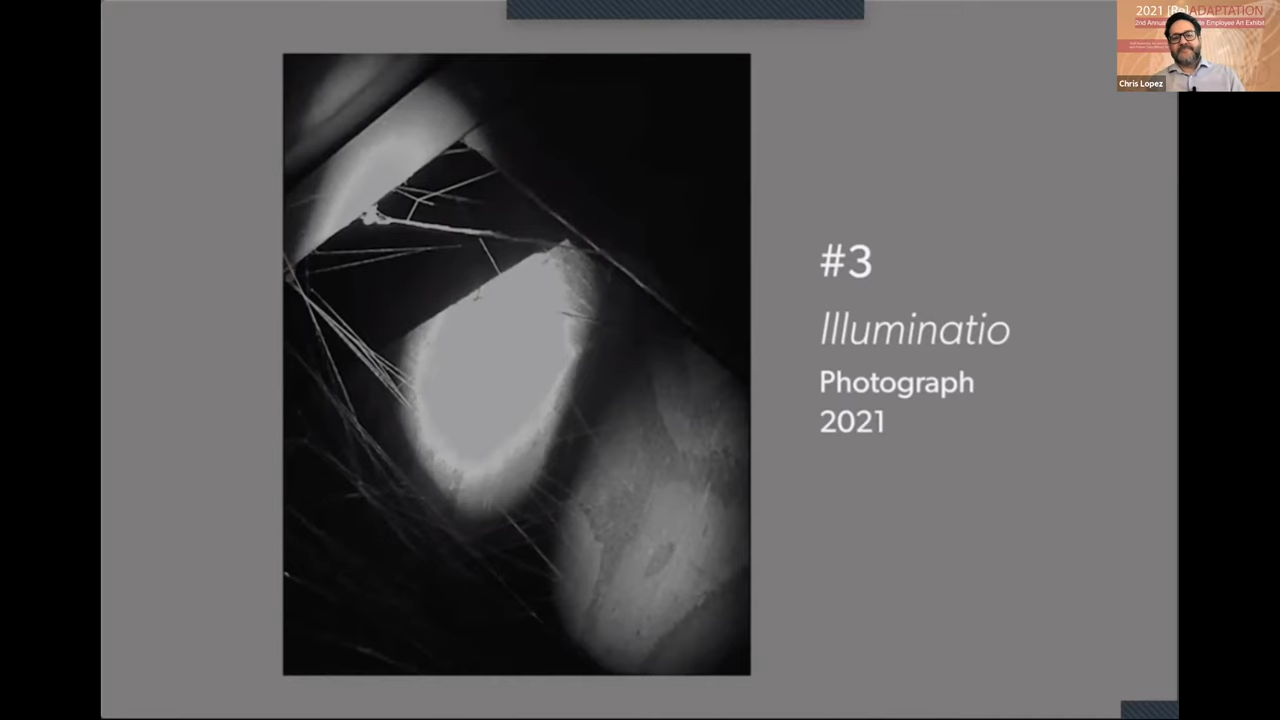 #3
Illuminatio
Photograph
2021
2021 [Re]ADAPTATION
2nd Annual Employee Art Exhibit
Chris Lopez